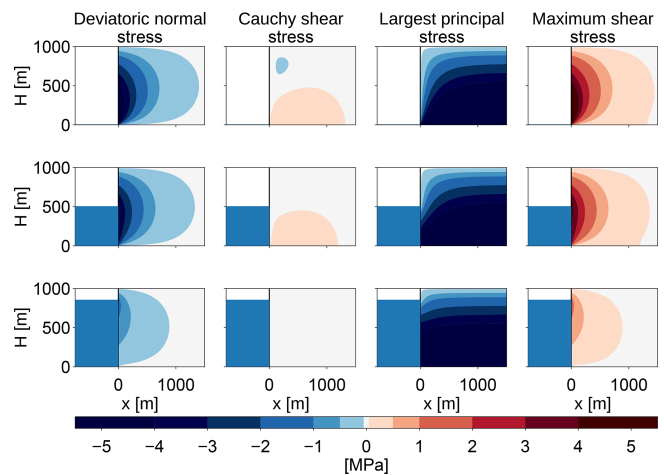 Deviatoric normal stress
Cauchy shear stress
Largest principal stress
Maximum shear stress
H [m]
1000
500
0
H [m]
1000
500
0
H [m]
1000
500
0
0 1000
0 1000
0 1000
0 1000
x [m]
x [m]
x [m]
x [m]
−5 −4 −3 −2 −1 0 1 2 3 4 5
[MPa]